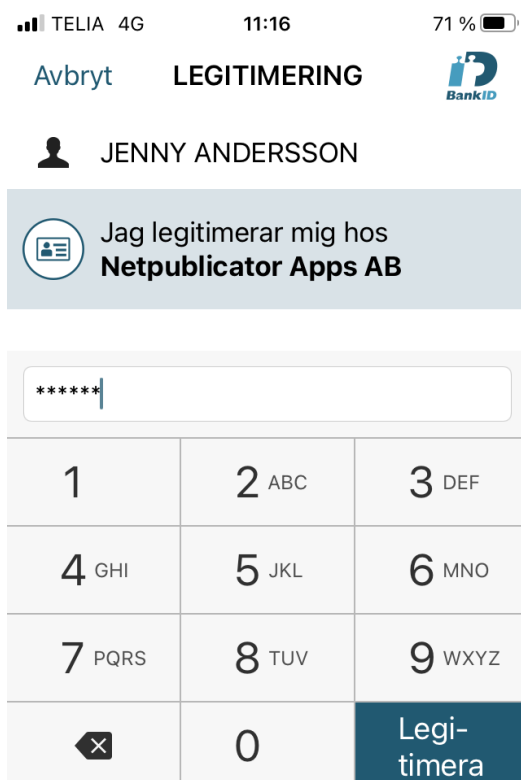 TELIA 4G 11:16 71 %
Avbryt LEGITIMERING
BankID
JENNY ANDERSSON
Jag legitimerar mig hos
Netpublicator Apps AB
******
1 2 ABC 3 DEF
4 GHI 5 JKL 6 MNO
7 PQRS 8 TUV 9 WXYZ
0 Legi-
timera